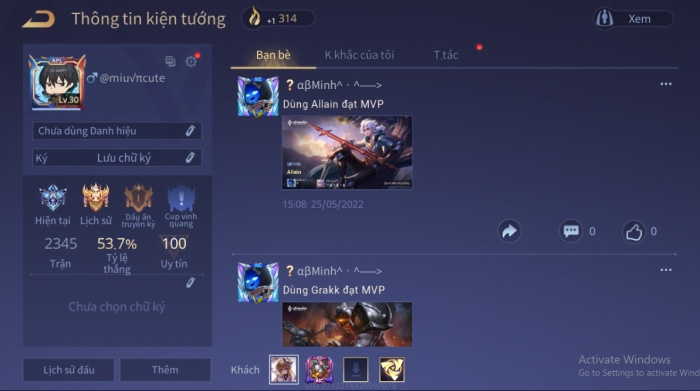 Thông tin kiện tướng
+1 314
Xem
Bạn bè
K.khắc của tôi
T.tác
APL
Lv.30
@miu√πcute
Chưa dùng Danh hiệu
Ký
Lưu chữ ký
Hiện tại
Lịch sử
Dấu ấn truyền kỳ
Cup vinh quang
2345
53.7%
100
Trận
Tỷ lệ thắng
Uy tín
Chưa chọn chữ ký
Lịch sử đấu
Thêm
AIC
❓αβMinh^ · ^----->
Dùng Allain đạt MVP
Allain
15:08: 25/05/2022
0
0
AIC
❓αβMinh^ · ^----->
Dùng Grakk đạt MVP
Khách
Activate Windows
Go to Settings to activate Wind